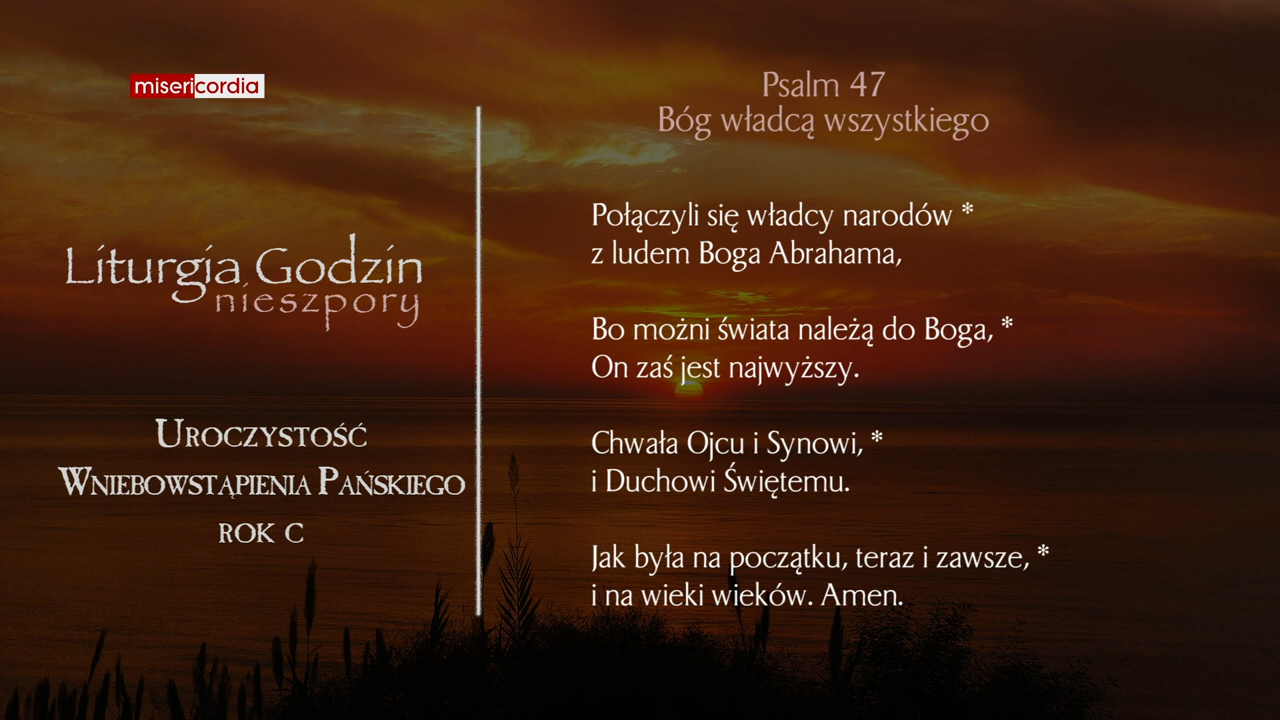 misericordia
Liturgia Godzin
nieszpory
Uroczystość
Wniebowstąpienia Pańskiego
rok C
Psalm 47
Bóg władcą wszystkiego
Połączyli się władcy narodów *
z ludem Boga Abrahama,
Bo możni świata należą do Boga, *
On zaś jest najwyższy.
Chwała Ojcu i Synowi, *
i Duchowi Świętemu.
Jak była na początku, teraz i zawsze, *
i na wieki wieków. Amen.